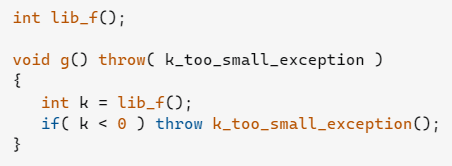 int lib_f();
void g() throw( k_too_small_exception )
{
int k = lib_f();
if( k < 0 ) throw k_too_small_exception();
}